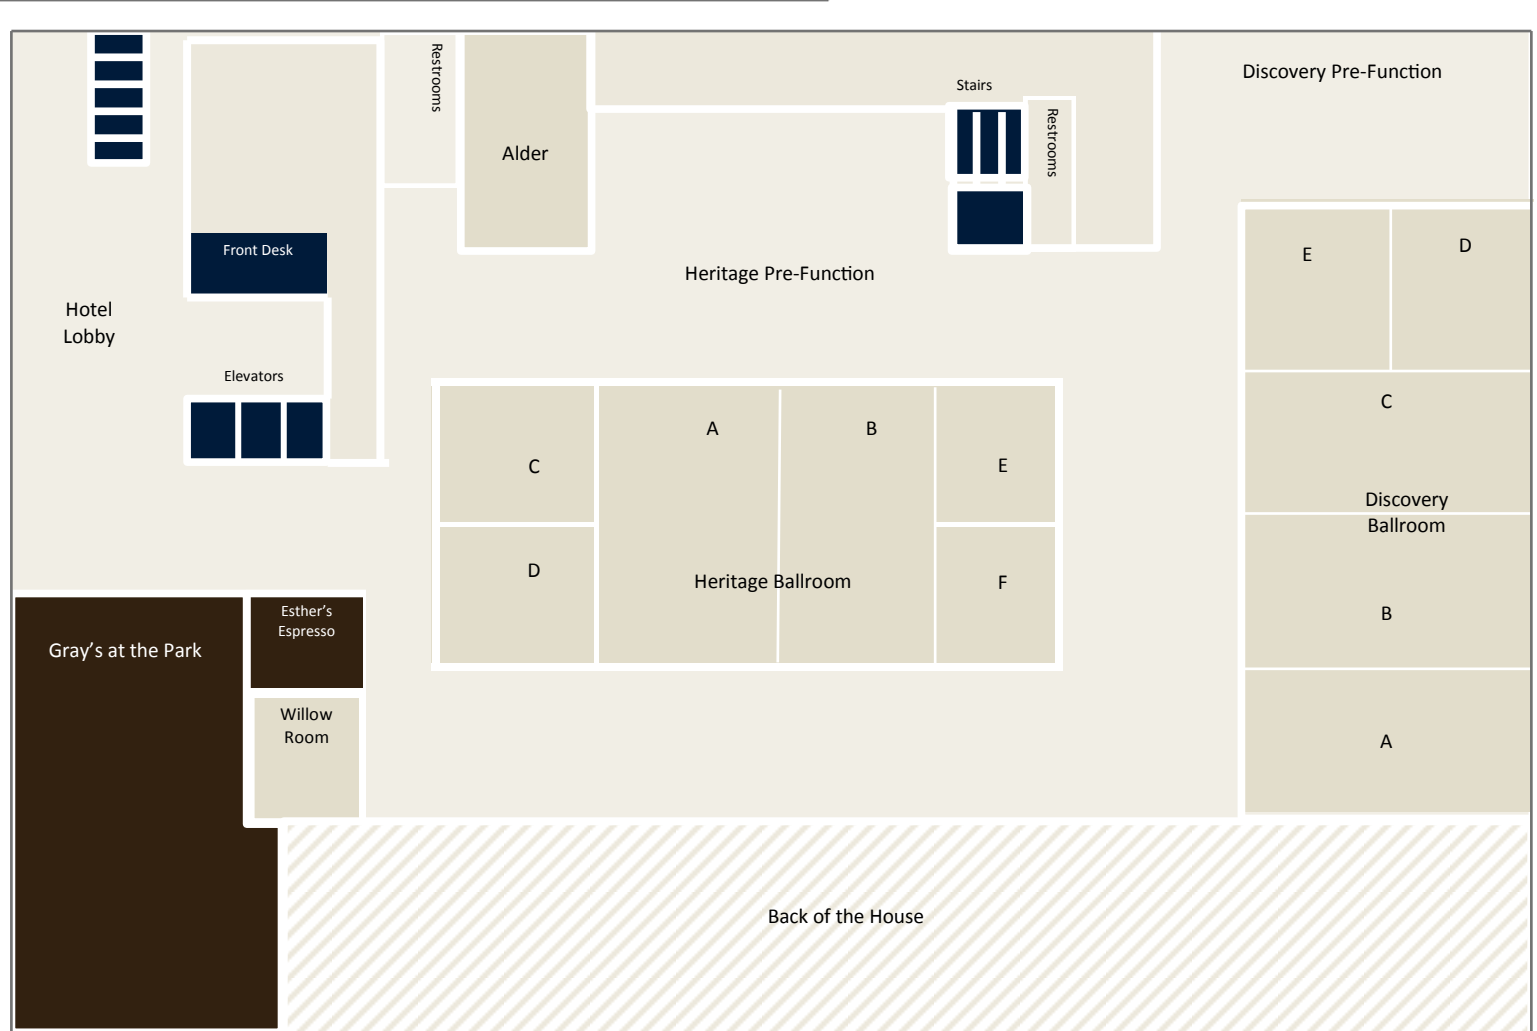 Restrooms
Discovery Pre-Function
Stairs
Restrooms
Alder
Front Desk
E
D
Heritage Pre-Function
Hotel
Lobby
Elevators
C
A
B
C
E
Discovery
Ballroom
D
Heritage Ballroom
F
Esther’s
Espresso
B
Gray’s at the Park
Willow
Room
A
Back of the House